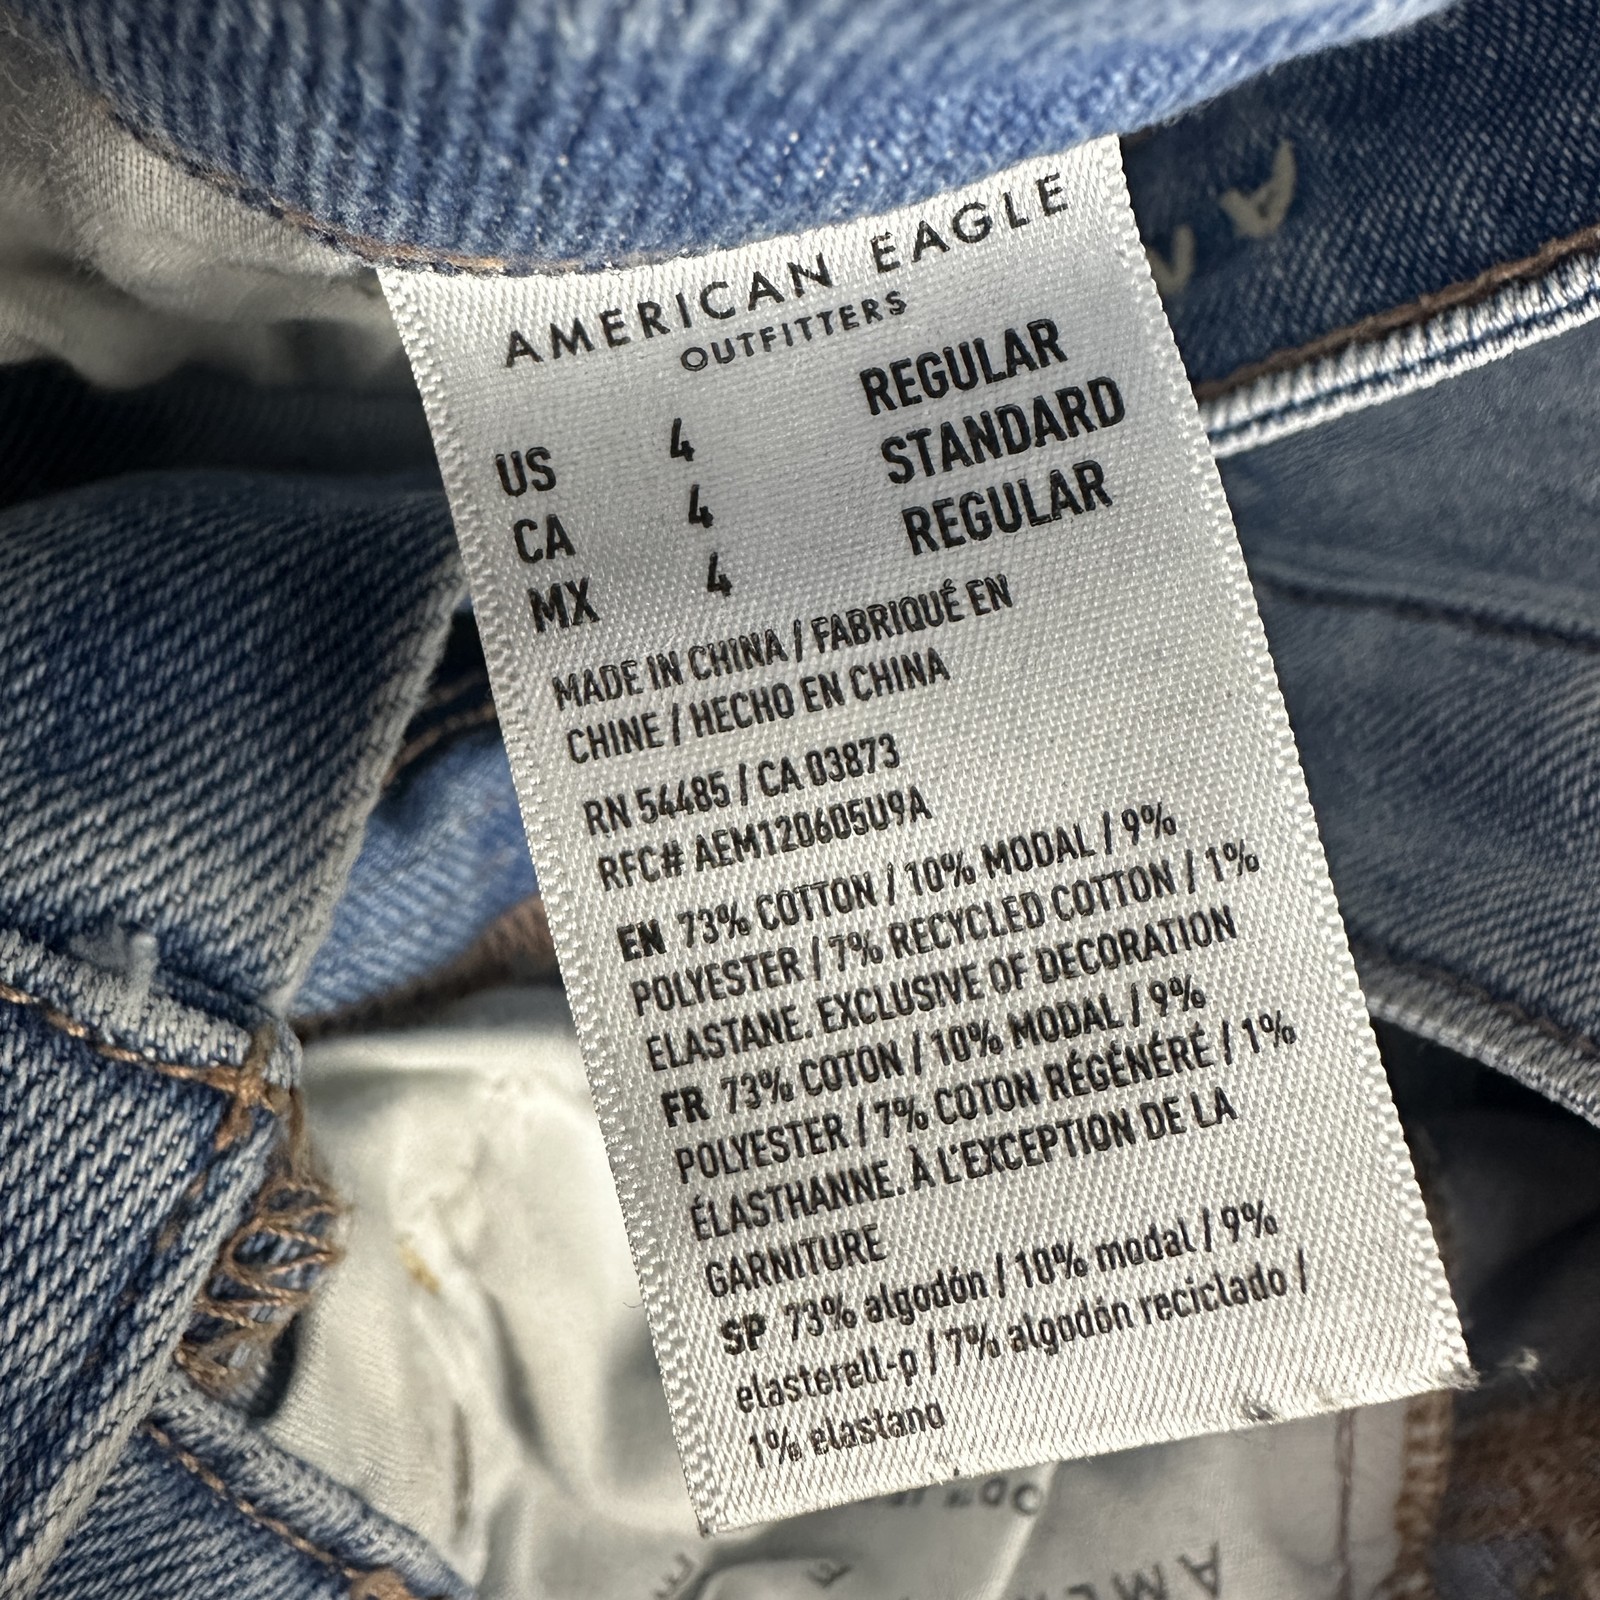 AMERICAN EAGLE
OUTFITTERS
US 4 REGULAR
CA 4 STANDARD
MX 4 REGULAR
MADE IN CHINA / FABRIQUÉ EN
CHINE / HECHO EN CHINA
RN 54485 / CA 03873
RFC# AEM120605U9A
EN 73% COTTON / 10% MODAL / 9%
POLYESTER / 7% RECYCLED COTTON / 1%
ELASTANE. EXCLUSIVE OF DECORATION
FR 73% COTON / 10% MODAL / 9%
POLYESTER / 7% COTON RÉGÉNÉRÉ / 1%
ÉLASTHANNE. À L'EXCEPTION DE LA
GARNITURE
SP 73% algodón / 10% modal / 9%
elasterell-p / 7% algodón reciclado /
1% elastano